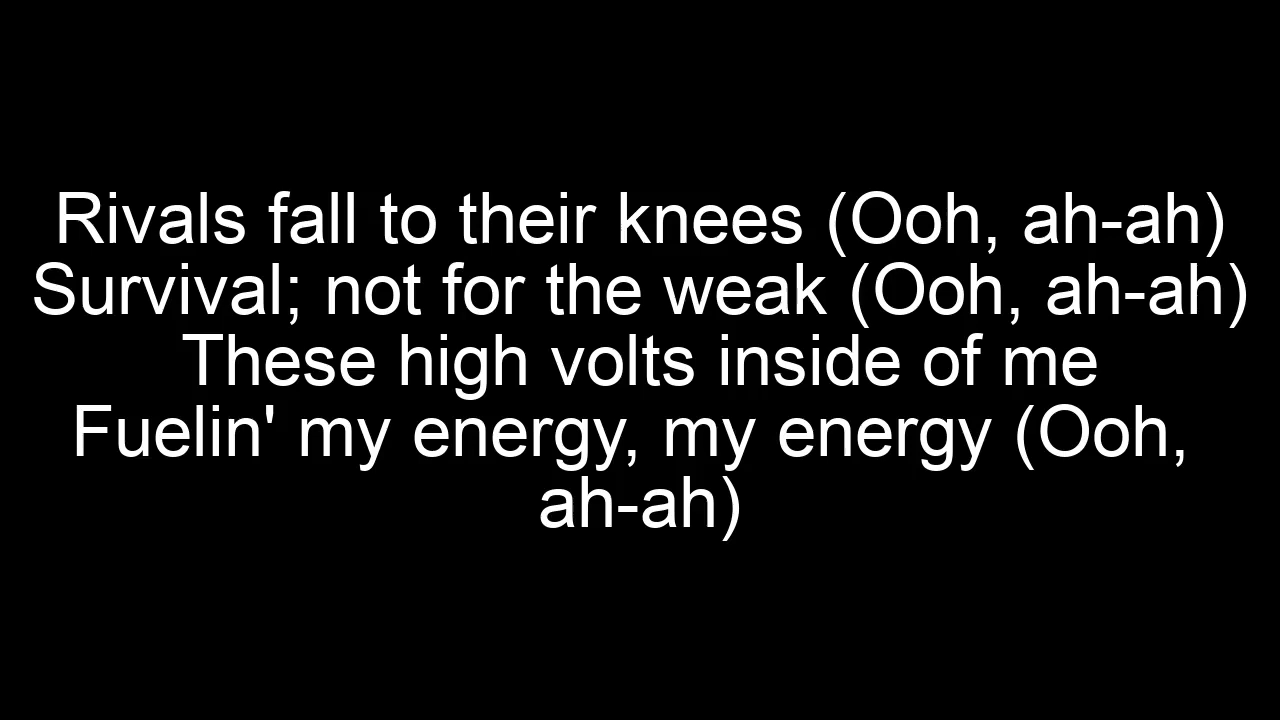 Rivals fall to their knees (Ooh, ah-ah)
Survival; not for the weak (Ooh, ah-ah)
These high volts inside of me
Fuelin' my energy, my energy (Ooh,
ah-ah)